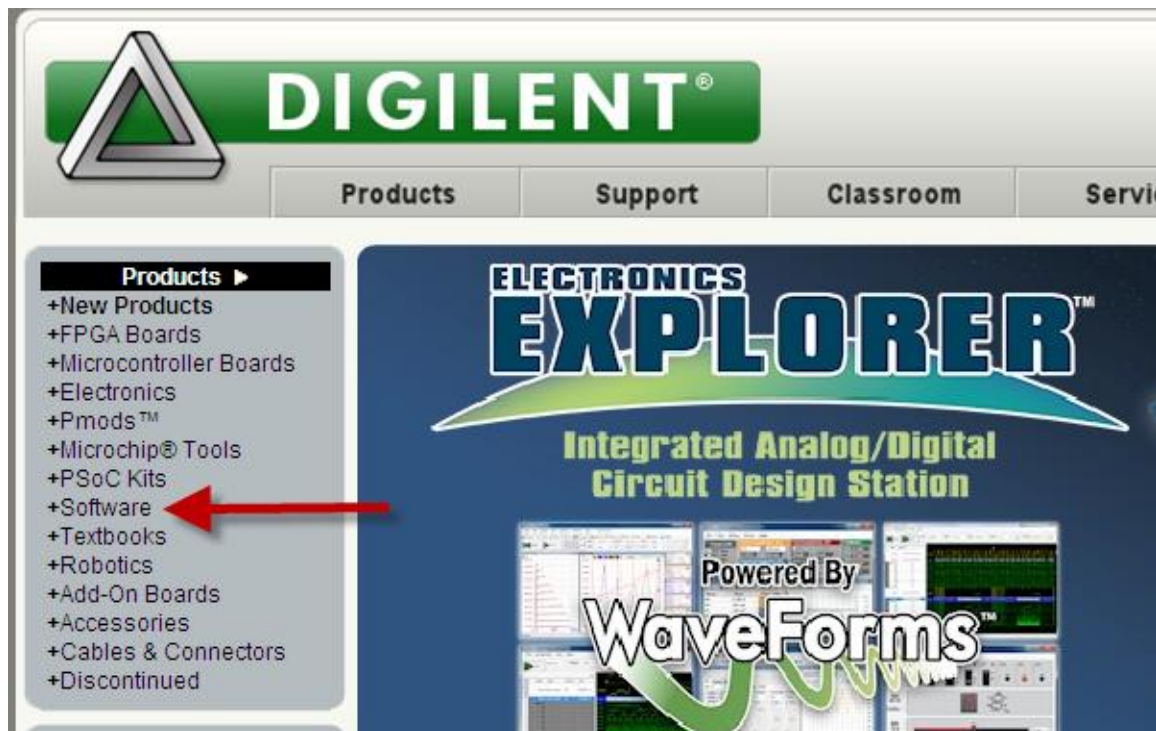 DIGILENT®
Products Support Classroom
Products ▶
+New Products
+FPGA Boards
+Microcontroller Boards
+Electronics
+Pmods™
+Microchip® Tools
+PSoC Kits
+Software
+Textbooks
+Robotics
+Add-On Boards
+Accessories
+Cables & Connectors
+Discontinued
ELECTRONICS
EXPLORER™
Integrated Analog/Digital
Circuit Design Station
Powered By
WaveForms™